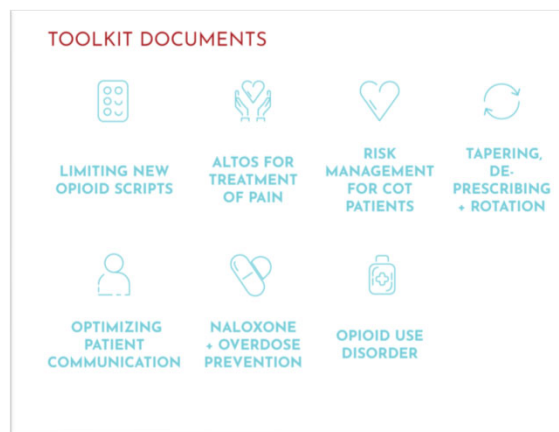 TOOLKIT DOCUMENTS
LIMITING NEW
OPIOID SCRIPTS
ALTOS FOR
TREATMENT
OF PAIN
RISK
MANAGEMENT
FOR COT
PATIENTS
TAPERING,
DE-
PRESCRIBING
+ ROTATION
OPTIMIZING
PATIENT
COMMUNICATION
NALOXONE
+ OVERDOSE
PREVENTION
OPIOID USE
DISORDER